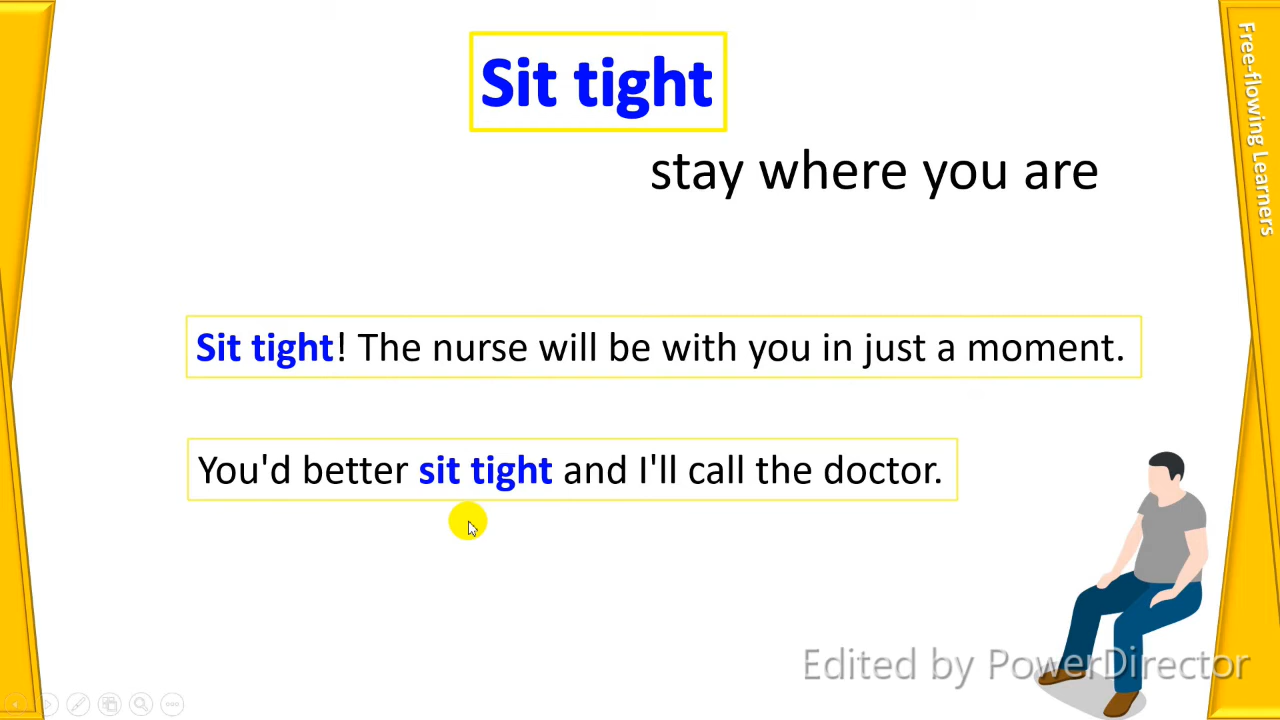 Sit tight
stay where you are
Sit tight! The nurse will be with you in just a moment.
You'd better sit tight and I'll call the doctor.
Edited by PowerDirector
Free-flowing Learners